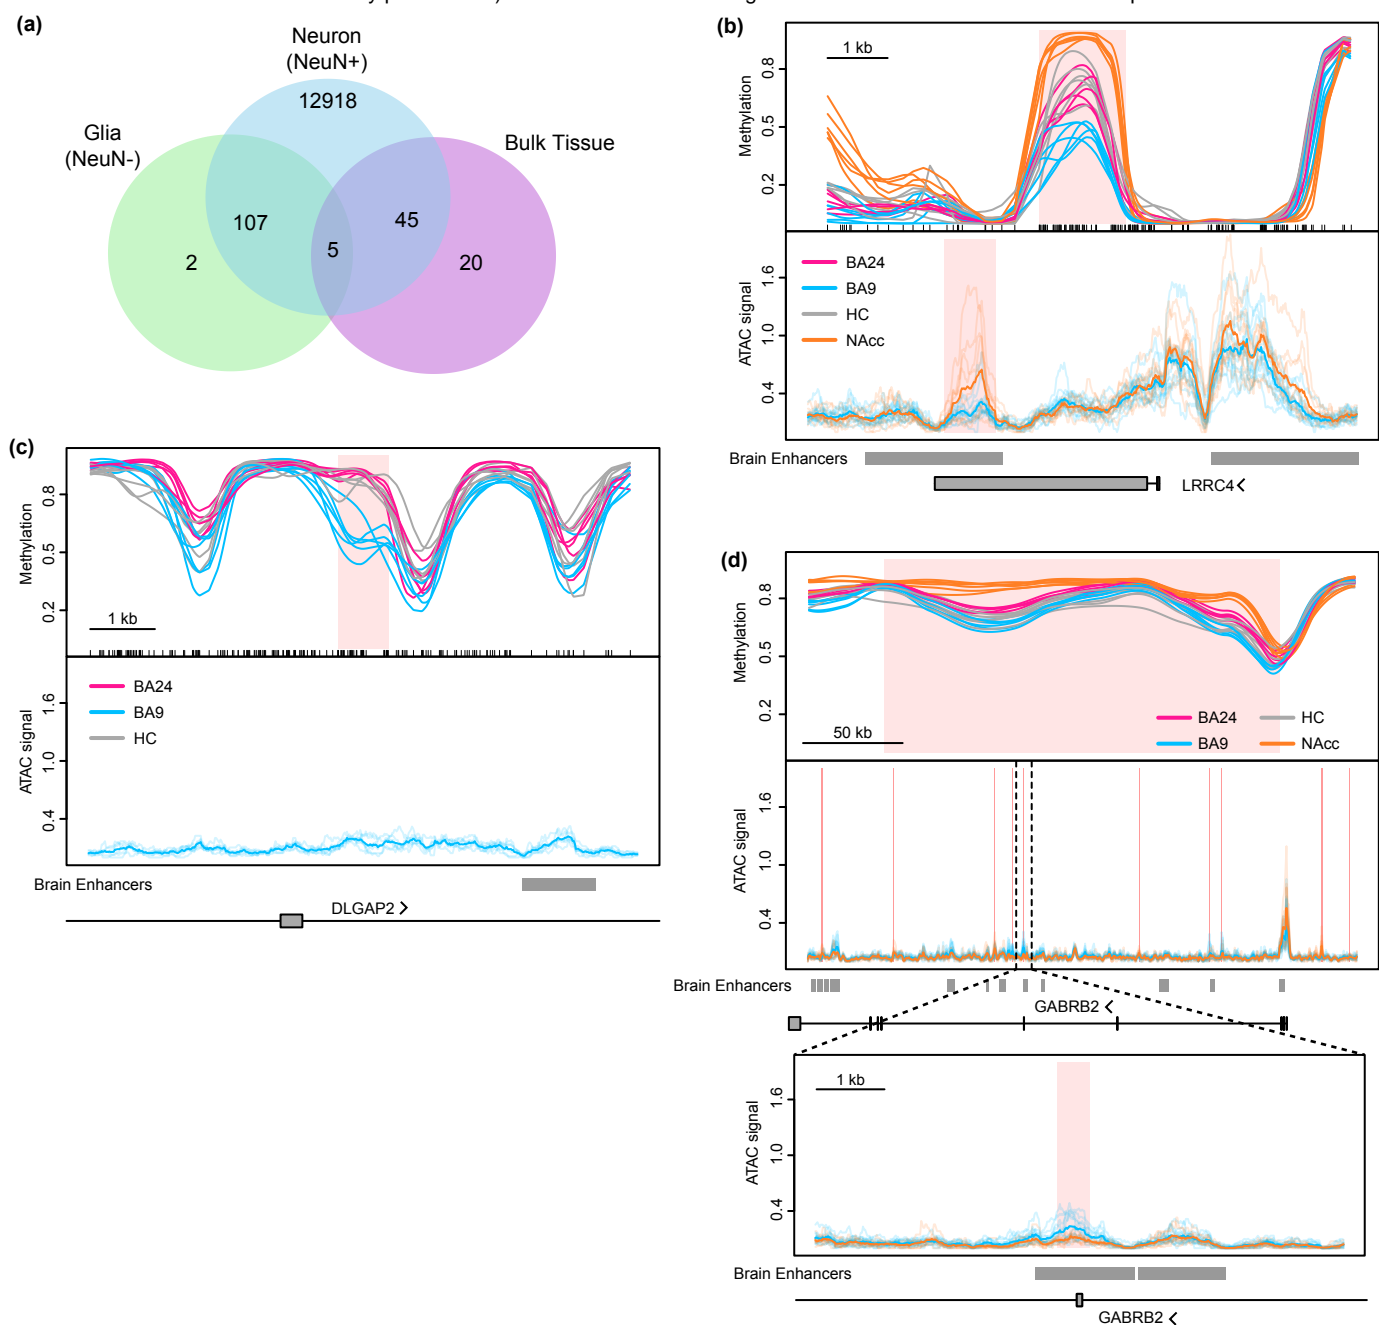 (a)
Neuron
(NeuN+)
12918
Glia
(NeuN-)
Bulk Tissue
107
45
5
2
20
(b)
1 kb
Methylation
0.8
0.5
0.2
BA24
BA9
HC
NAcc
ATAC signal
1.6
1.0
0.4
Brain Enhancers
LRRC4 <
(c)
Methylation
0.8
0.5
0.2
1 kb
BA24
BA9
HC
ATAC signal
1.6
1.0
0.4
Brain Enhancers
DLGAP2 >
(d)
Methylation
0.8
0.5
0.2
50 kb
BA24
HC
BA9
NAcc
ATAC signal
1.6
1.0
0.4
Brain Enhancers
GABRB2 <
1 kb
ATAC signal
1.6
1.0
0.4
Brain Enhancers
GABRB2 <